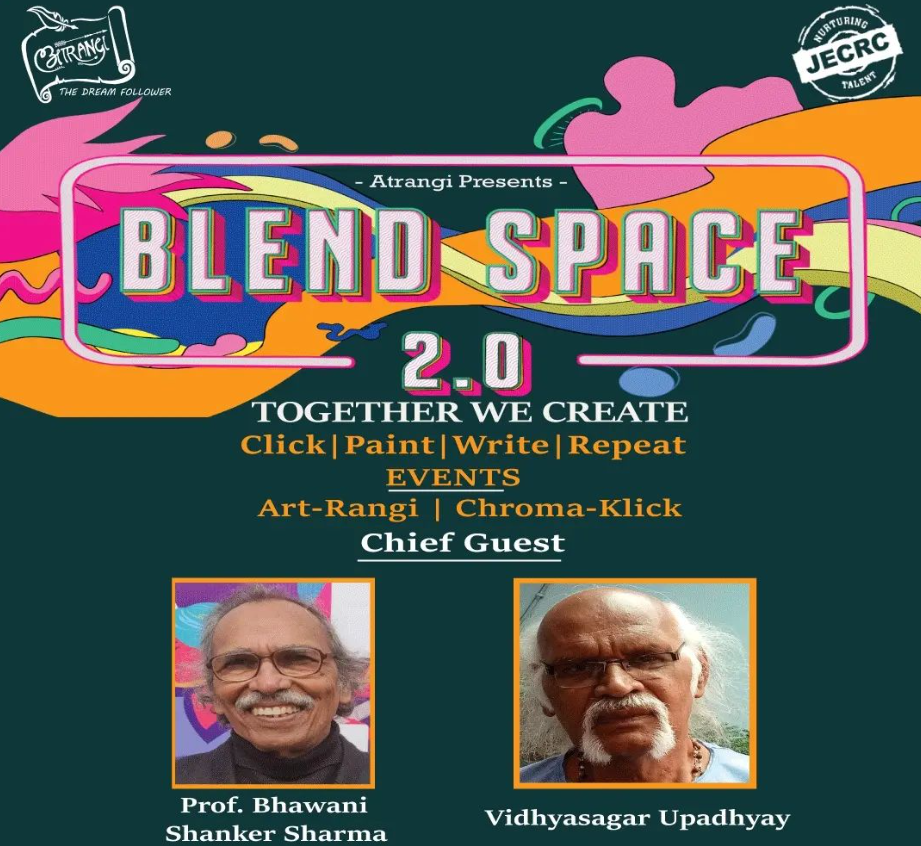 अTRANGI
THE DREAM FOLLOWER
NURTURING
JECRC
TALENT
- Atrangi Presents -
BLEND SPACE
2.0
TOGETHER WE CREATE
Click|Paint|Write|Repeat
EVENTS
Art-Rangi | Chroma-Klick
Chief Guest
Prof. Bhawani
Shanker Sharma
Vidhyasagar Upadhyay